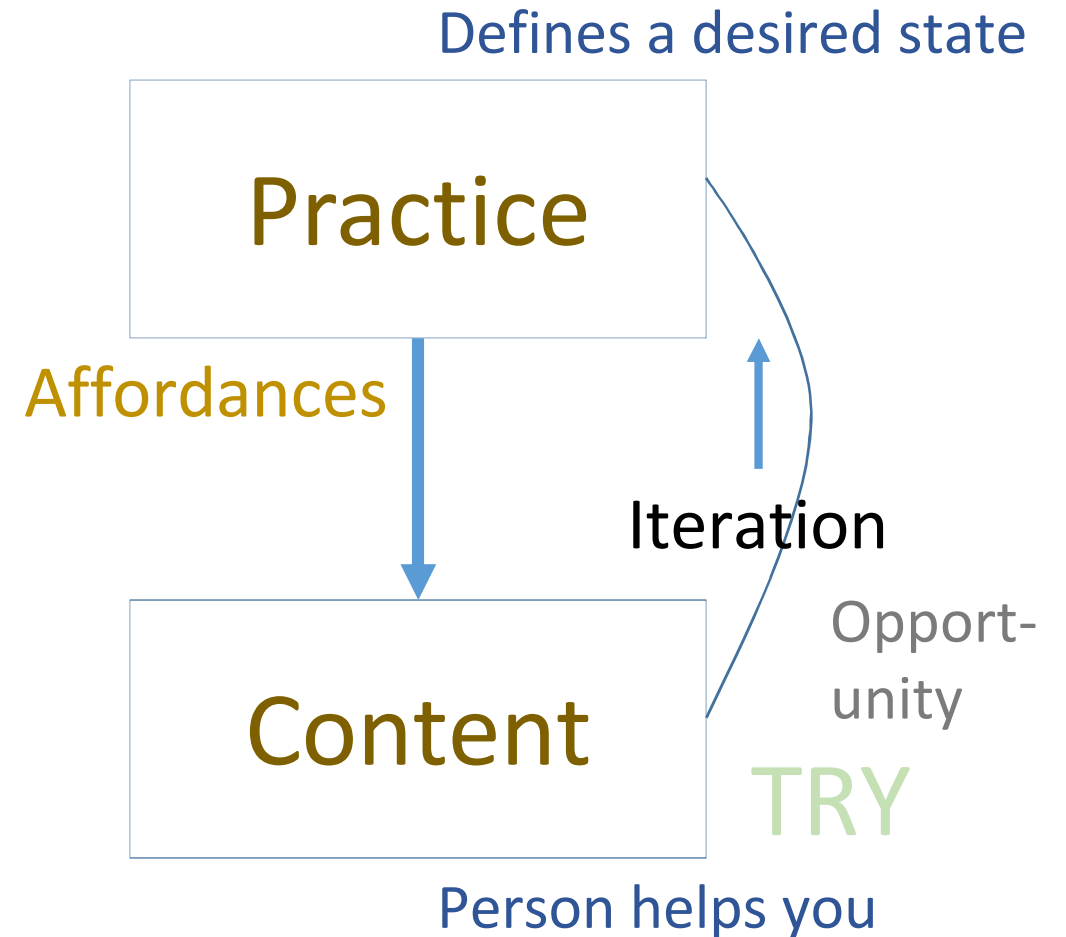 Defines a desired state
Practice
Affordances
Iteration
Opport-
unity
Content
TRY
Person helps you